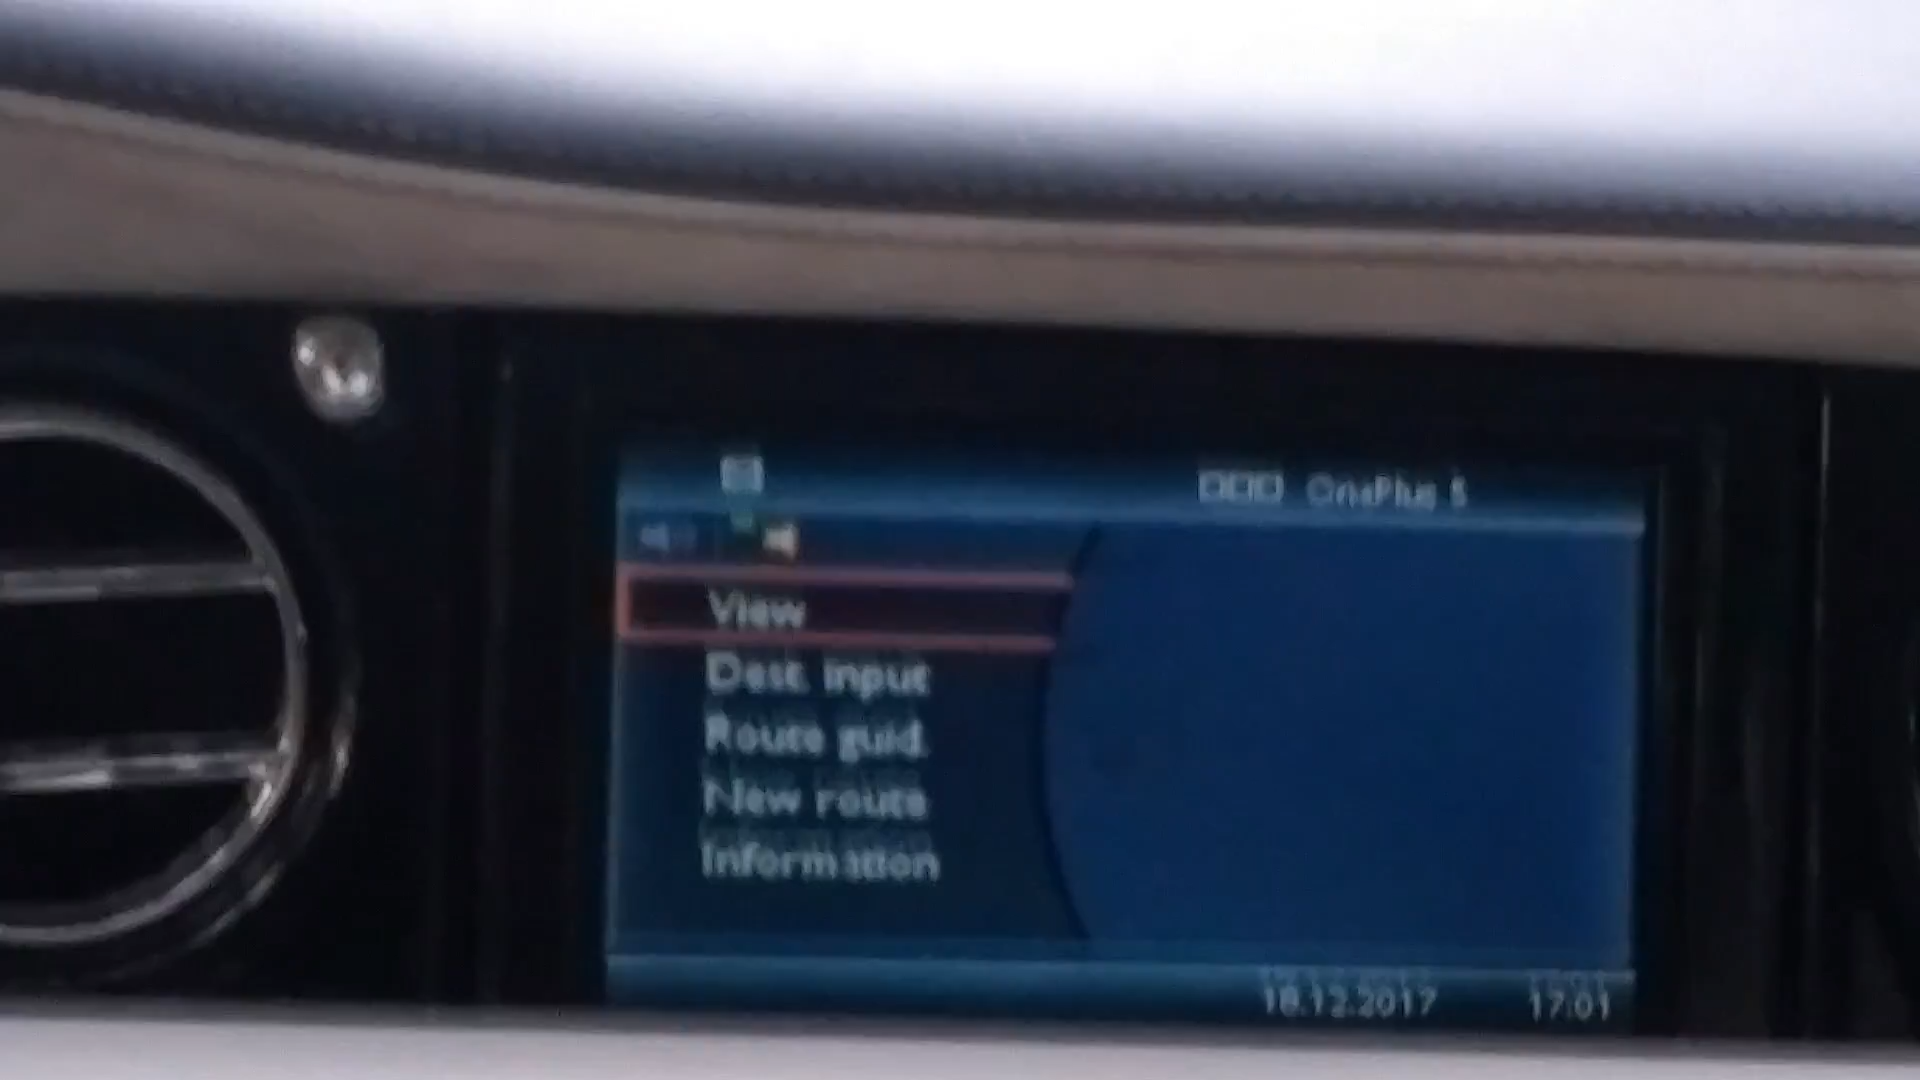 OnePlus 5
View
Dest. input
Route guid.
New route
Information
18.12.2017 17:01